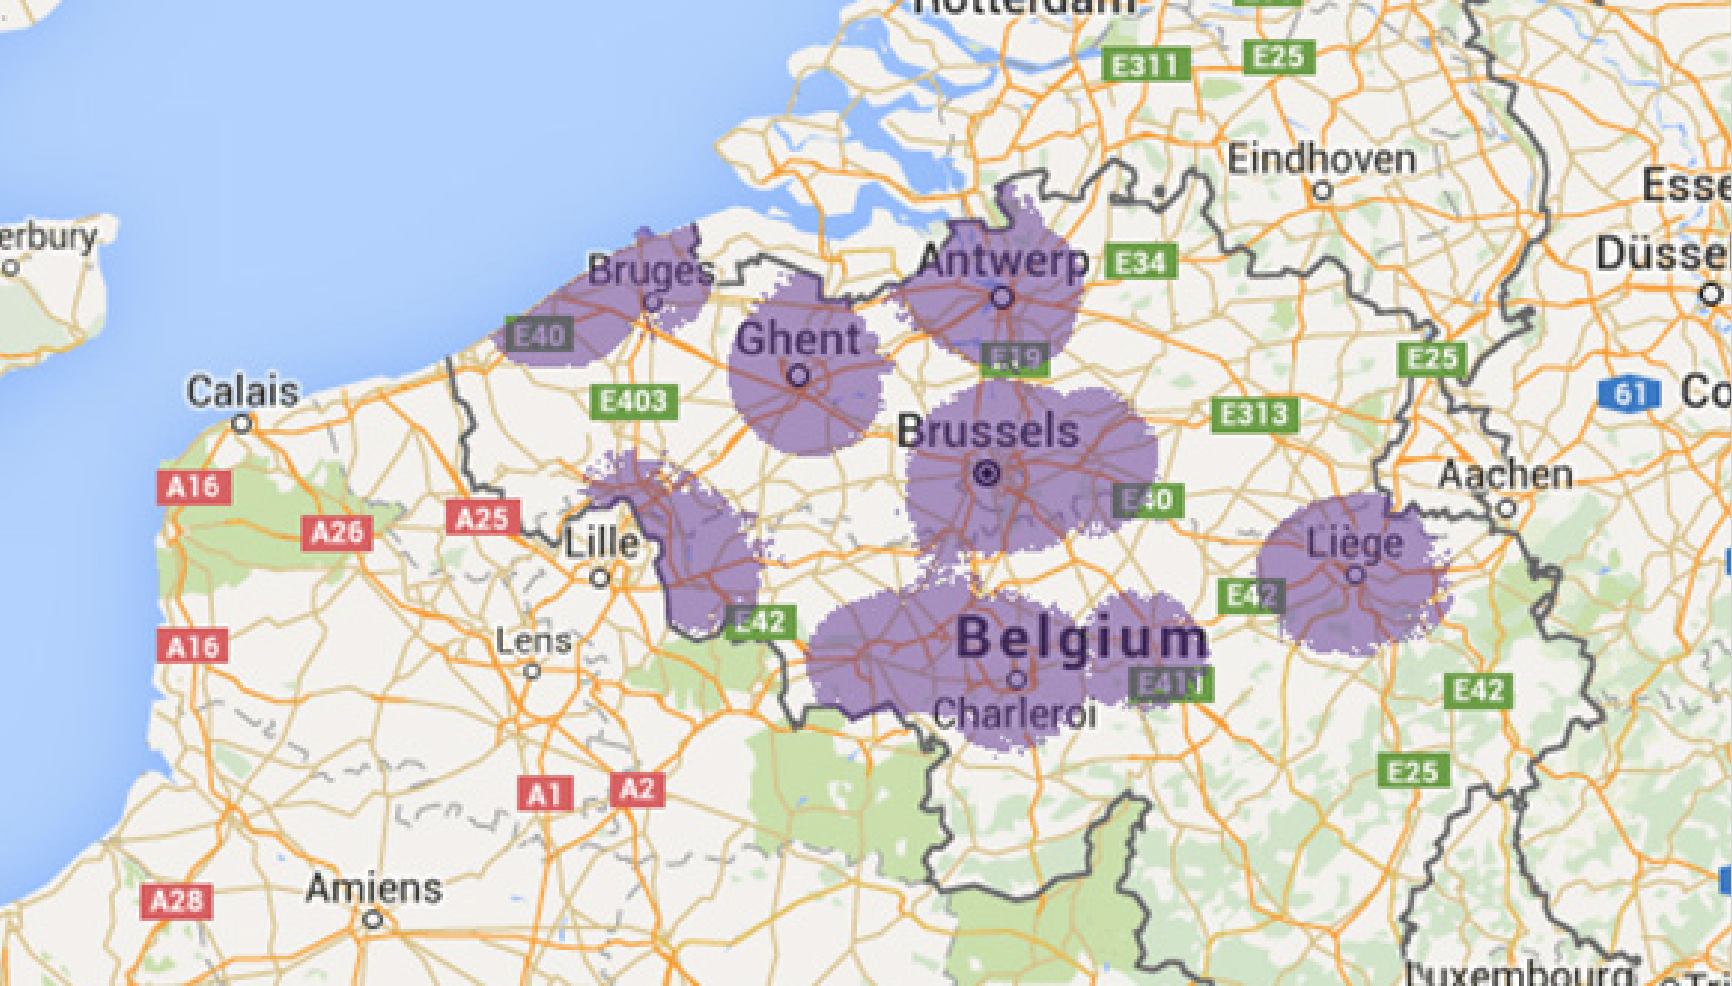 Rotterdam
E311
E25
Eindhoven
Esse
erbury
Düsse
Bruges
Antwerp
E34
E40
Ghent
E19
E25
Calais
E403
61
Co
Brussels
E313
A16
A25
A26
Aachen
E40
Lille
Liège
E42
E42
A16
Lens
Belgium
E411
E42
Charleroi
E25
A1
A2
A28
Amiens
Luxembourg
Tri